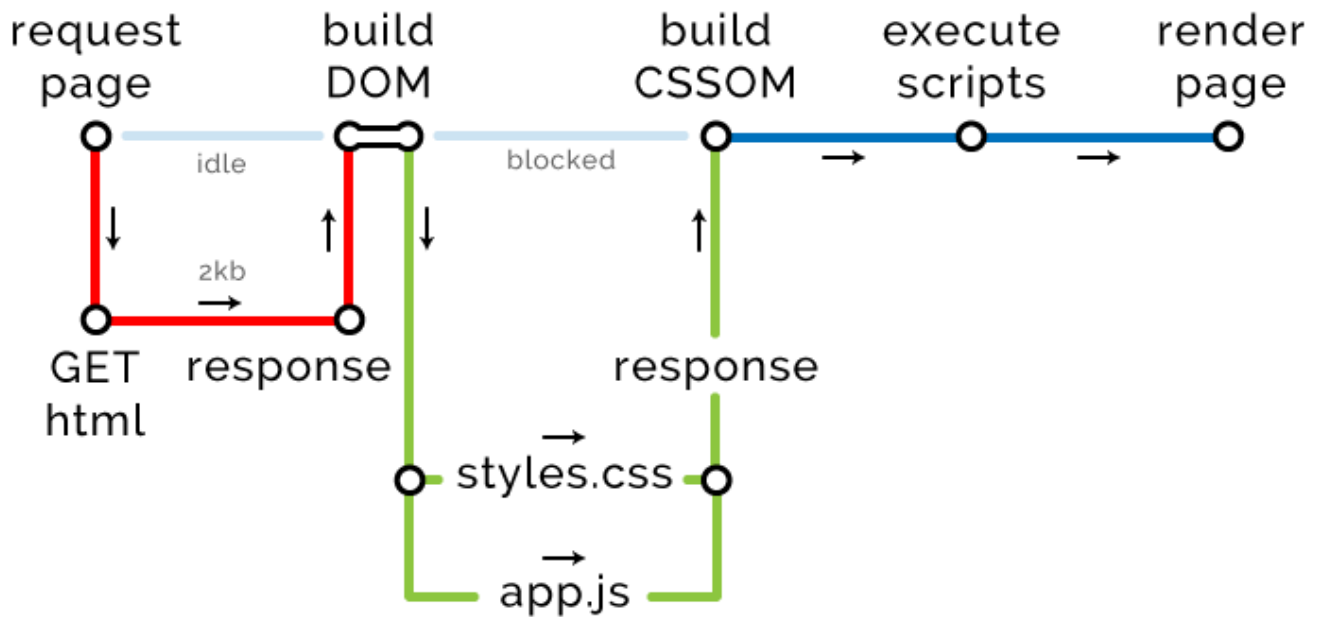 request
page
build
DOM
build
CSSOM
execute
scripts
render
page
idle
blocked
2kb
GET
html
response
response
styles.css
app.js